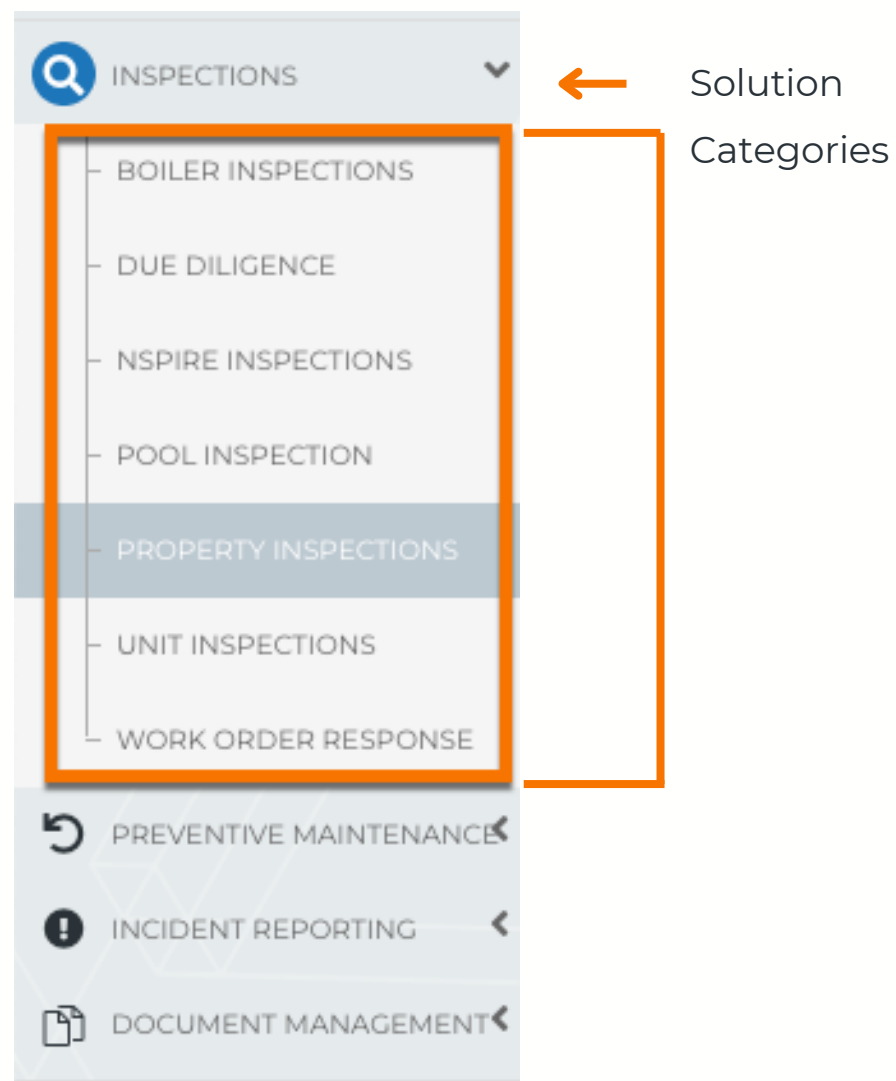 INSPECTIONS
Solution
Categories
BOILER INSPECTIONS
DUE DILIGENCE
NSPIRE INSPECTIONS
POOL INSPECTION
PROPERTY INSPECTIONS
UNIT INSPECTIONS
WORK ORDER RESPONSE
PREVENTIVE MAINTENANCE
INCIDENT REPORTING
DOCUMENT MANAGEMENT